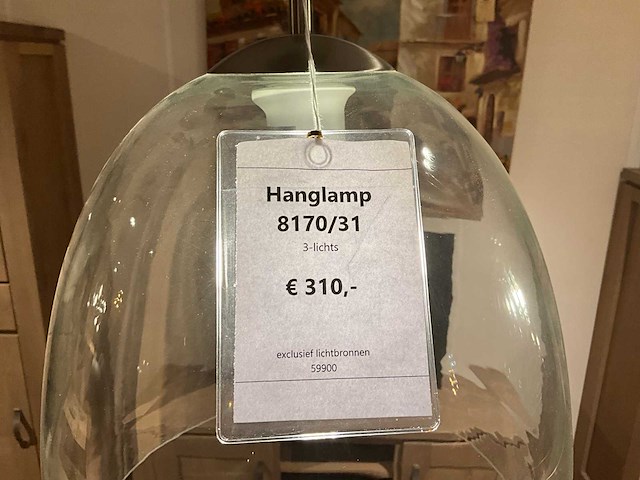 Hanglamp
8170/31
3-lichts
€ 310,-
exclusief lichtbronnen
59900